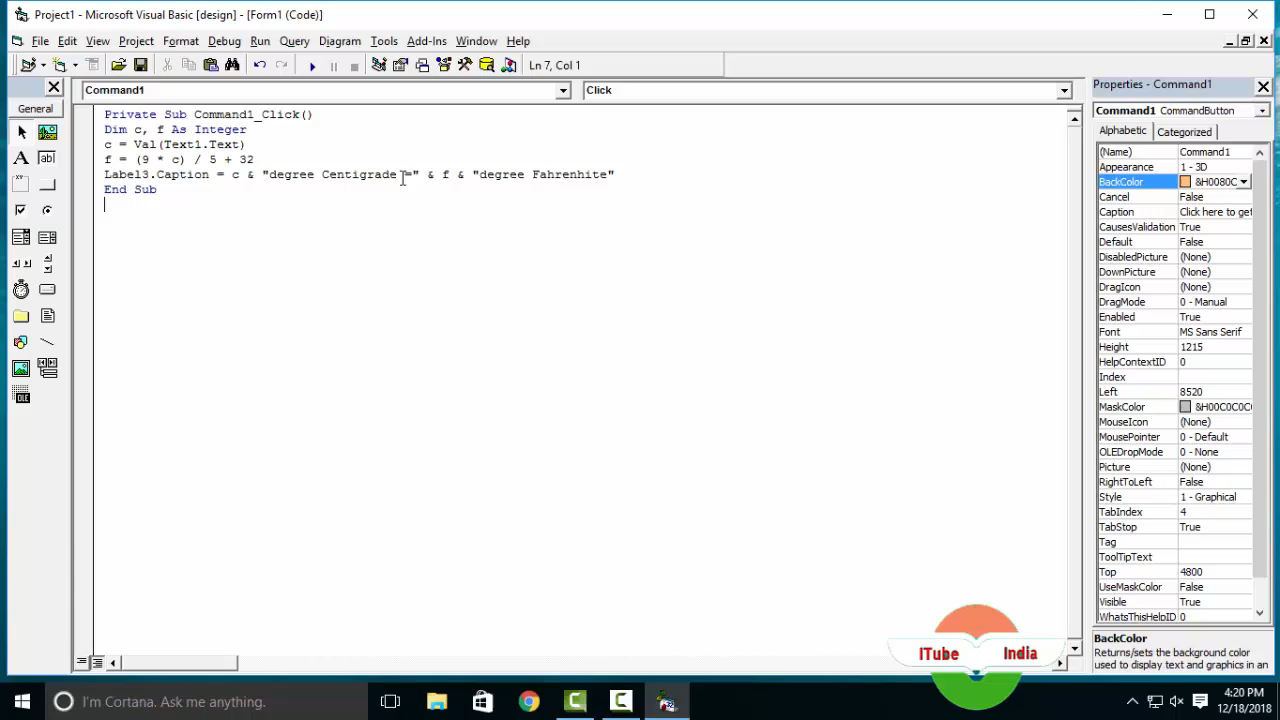 Project1 - Microsoft Visual Basic [design] - [Form1 (Code)]
File Edit View Project Format Debug Run Query Diagram Tools Add-Ins Window Help
Ln 7, Col 1
General
Command1
Click
Private Sub Command1_Click()
Dim c, f As Integer
c = Val(Text1.Text)
f = (9 * c) / 5 + 32
Label3.Caption = c & "degree Centigrade =" & f & "degree Fahrenhite"
End Sub
ab|
OLE
Properties - Command1
Command1 CommandButton
Alphabetic Categorized
(Name) Command1
Appearance 1 - 3D
BackColor &H0080C
Cancel False
Caption Click here to get
CausesValidation True
Default False
DisabledPicture (None)
DownPicture (None)
DragIcon (None)
DragMode 0 - Manual
Enabled True
Font MS Sans Serif
Height 1215
HelpContextID 0
Index
Left 8520
MaskColor &H00C0C0C
MouseIcon (None)
MousePointer 0 - Default
OLEDropMode 0 - None
Picture (None)
RightToLeft False
Style 1 - Graphical
TabIndex 4
TabStop True
Tag
ToolTipText
Top 4800
UseMaskColor False
Visible True
WhatsThisHelpID 0
BackColor
Returns/sets the background color
used to display text and graphics in an
iTube India
I'm Cortana. Ask me anything.
4:20 PM
12/18/2018